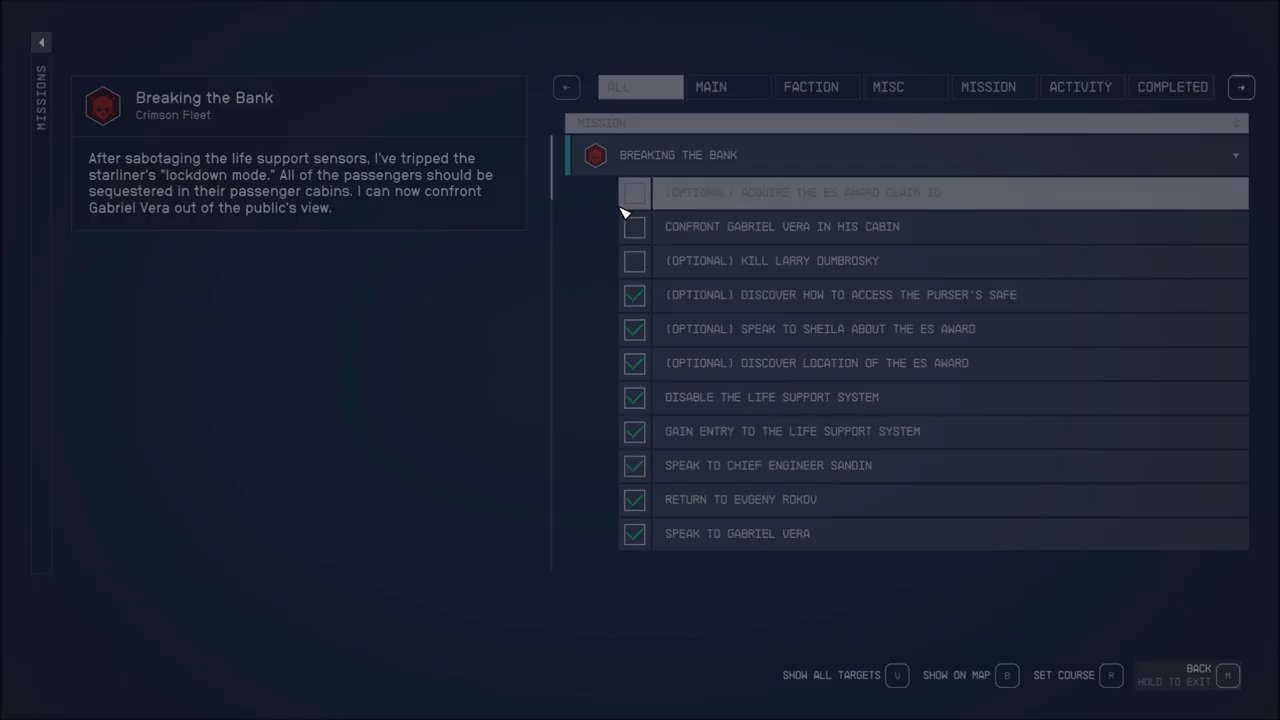 MISSIONS
Breaking the Bank
Crimson Fleet
After sabotaging the life support sensors, I've tripped the
starliner's "lockdown mode." All of the passengers should be
sequestered in their passenger cabins. I can now confront
Gabriel Vera out of the public's view.
ALL MAIN FACTION MISC MISSION ACTIVITY COMPLETED
MISSION
BREAKING THE BANK
(OPTIONAL) ACQUIRE THE ES AWARD CLAIM ID
CONFRONT GABRIEL VERA IN HIS CABIN
(OPTIONAL) KILL LARRY DUMBROSKY
(OPTIONAL) DISCOVER HOW TO ACCESS THE PURSER'S SAFE
(OPTIONAL) SPEAK TO SHEILA ABOUT THE ES AWARD
(OPTIONAL) DISCOVER LOCATION OF THE ES AWARD
DISABLE THE LIFE SUPPORT SYSTEM
GAIN ENTRY TO THE LIFE SUPPORT SYSTEM
SPEAK TO CHIEF ENGINEER SANDIN
RETURN TO EVGENY ROKOV
SPEAK TO GABRIEL VERA
SHOW ALL TARGETS V SHOW ON MAP B SET COURSE R BACK M
HOLD TO EXIT